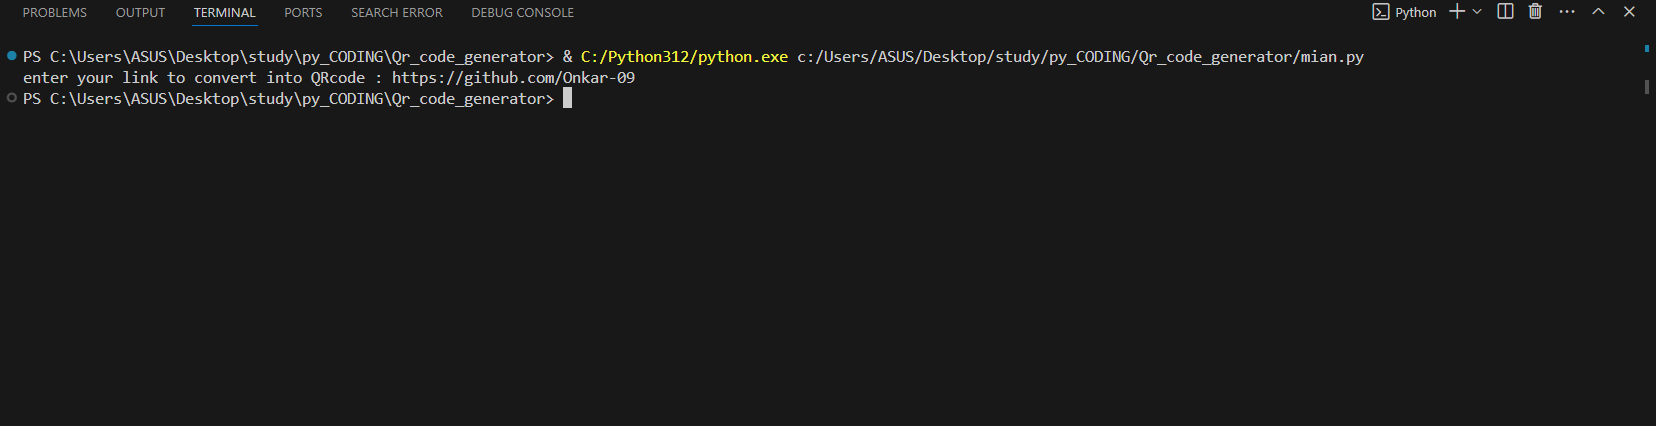 PROBLEMS OUTPUT TERMINAL PORTS SEARCH ERROR DEBUG CONSOLE Python
PS C:\Users\ASUS\Desktop\study\py_CODING\Qr_code_generator> & C:/Python312/python.exe c:/Users/ASUS/Desktop/study/py_CODING/Qr_code_generator/mian.py
enter your link to convert into QRcode : https://github.com/Onkar-09
PS C:\Users\ASUS\Desktop\study\py_CODING\Qr_code_generator>